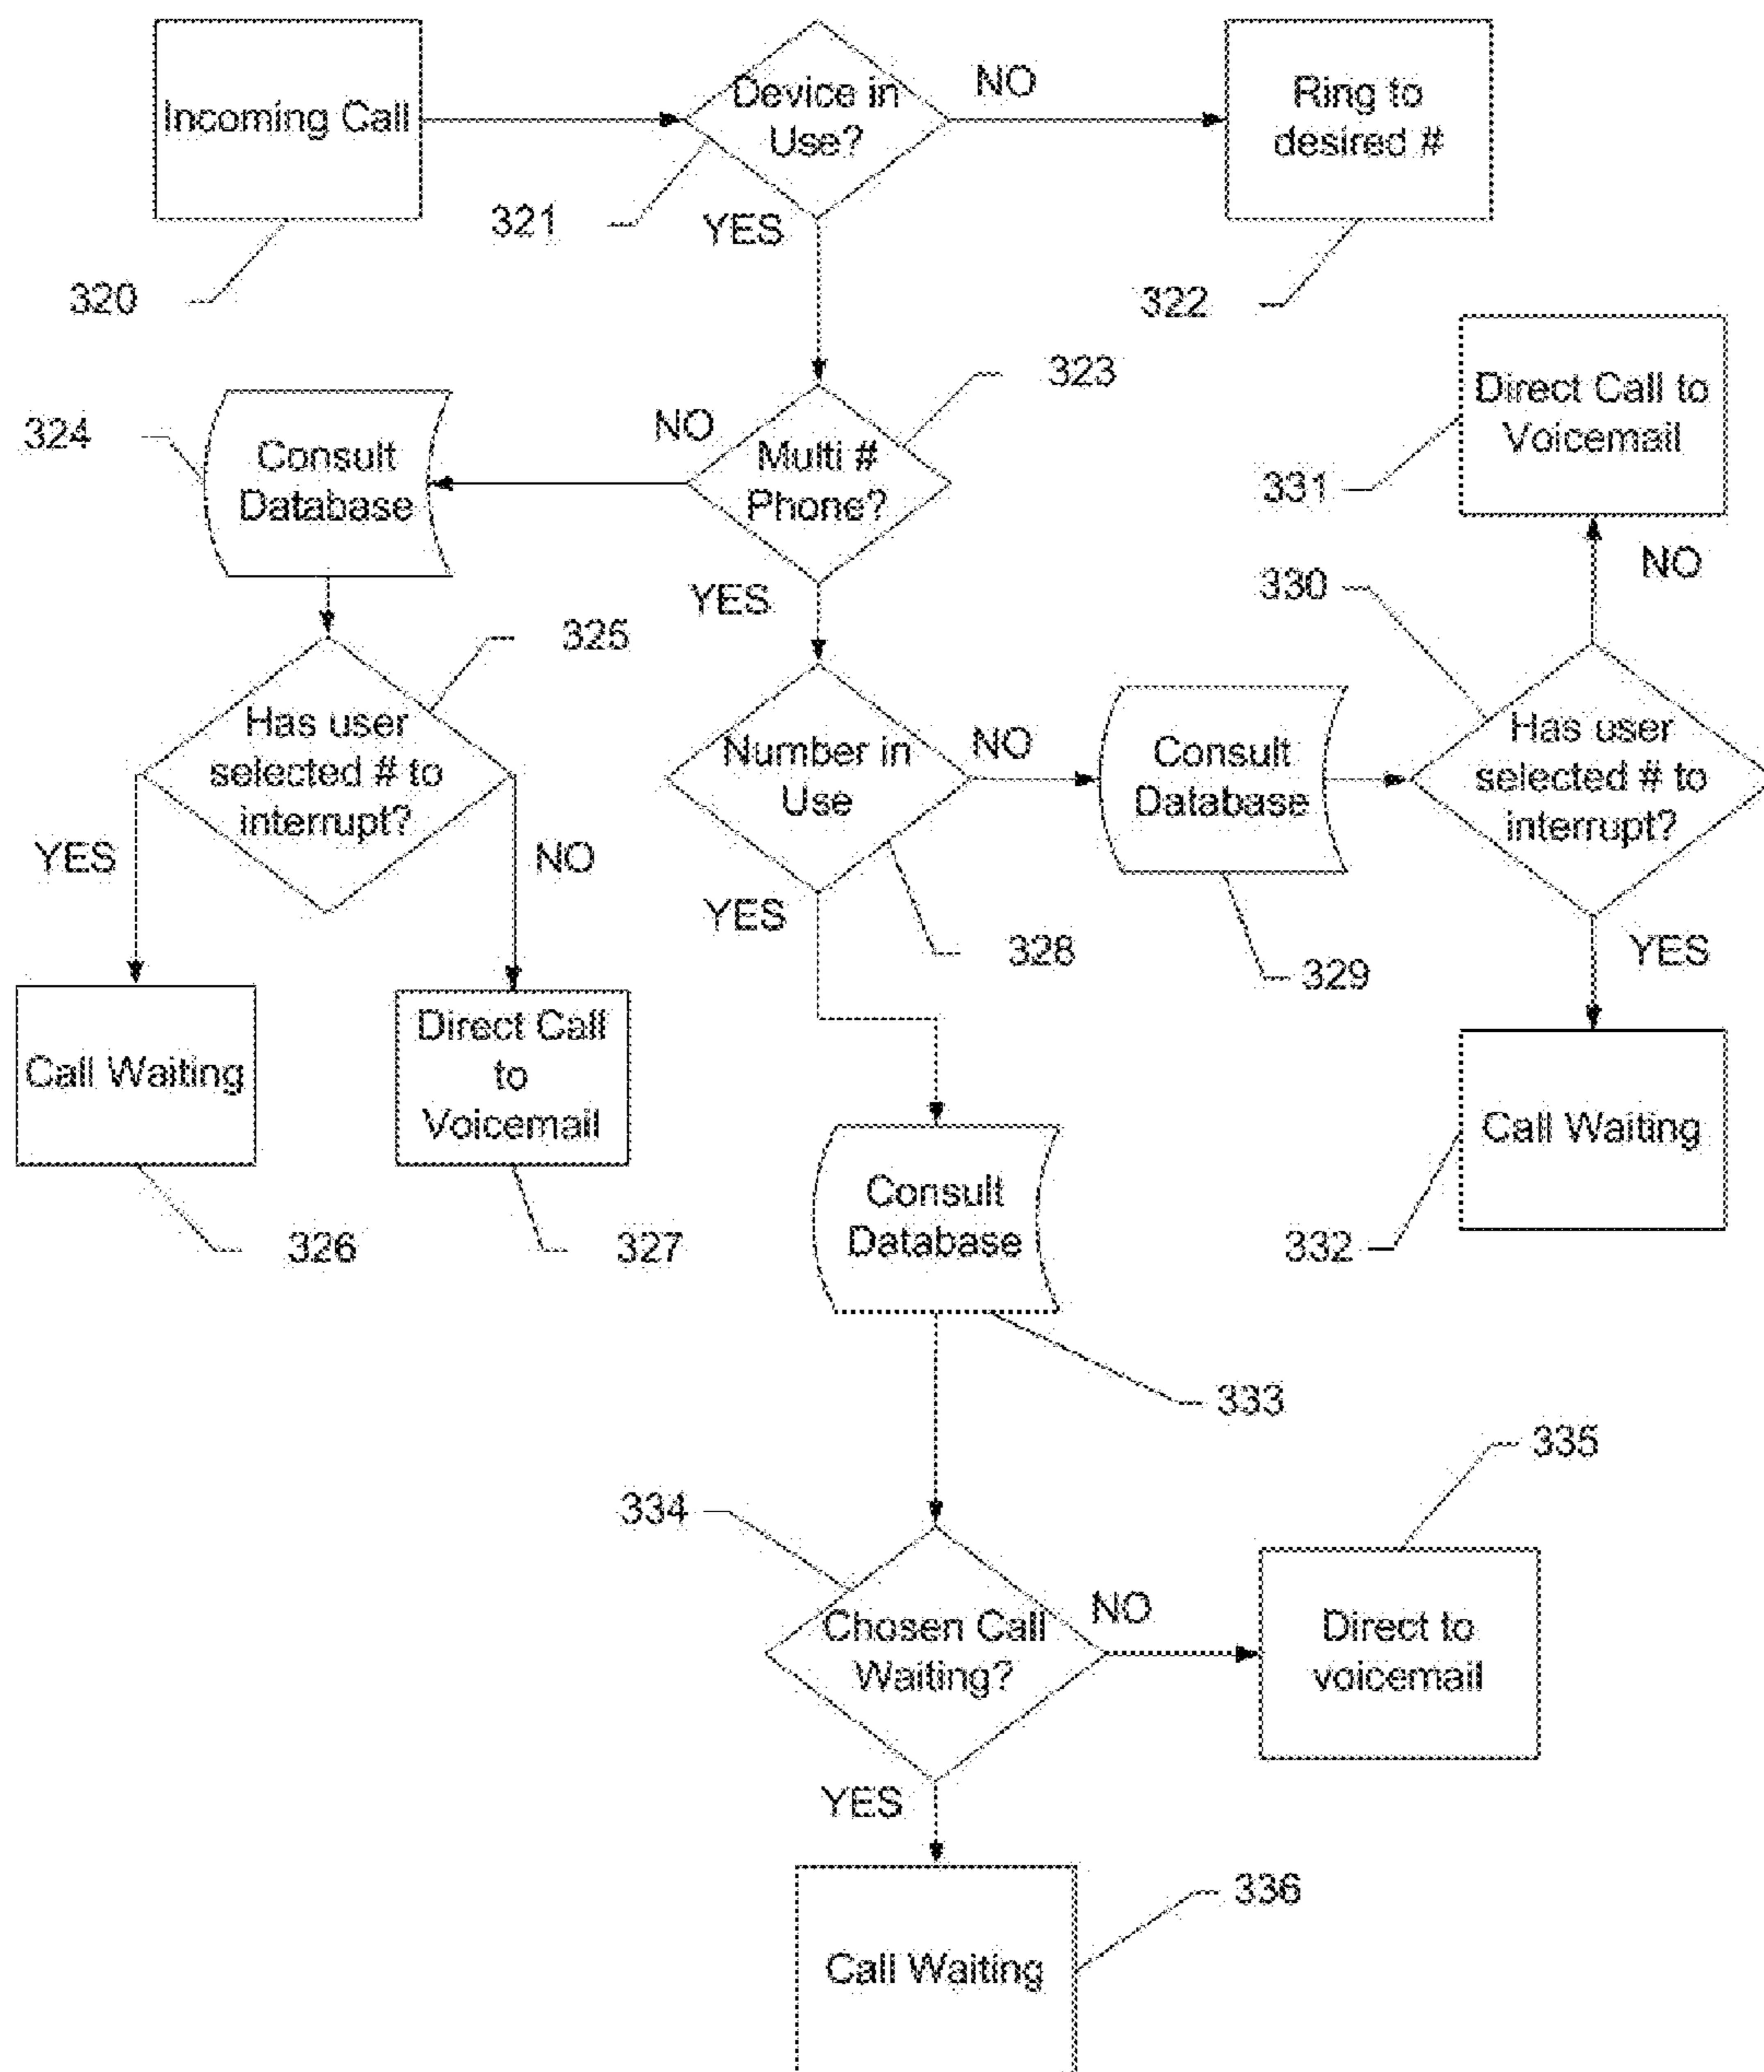 Incoming Call
Device in
Use?
NO
Ring to
desired #
321
YES
320
322
323
Direct Call to
Voicemail
324
Consult
Database
NO
Multi #
Phone?
331
NO
YES
330
325
Has user
selected # to
interrupt?
Number in
Use
NO
Consult
Database
Has user
selected # to
interrupt?
YES
NO
YES
328
329
YES
Call Waiting
Direct Call
to
Voicemail
Call Waiting
326
327
Consult
Database
332
333
335
334
Chosen Call
Waiting?
NO
Direct to
voicemail
YES
336
Call Waiting